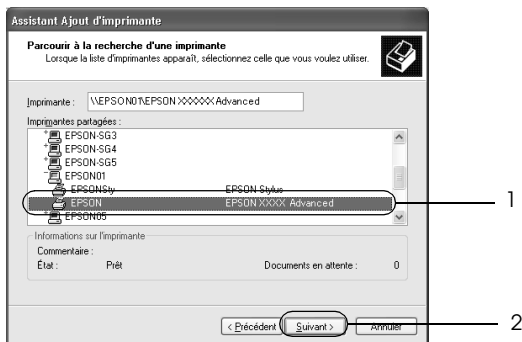 Assistant Ajout d'imprimante
Parcourir à la recherche d'une imprimante
Lorsque la liste d'imprimantes apparaît, sélectionnez celle que vous voulez utiliser.
Imprimante : \\EPSON01\EPSON XXXXXX Advanced
Imprimantes partagées :
EPSON-SG3
EPSON-SG4
EPSON-SG5
EPSON01
EPSONSty EPSON Stylus
EPSON EPSON XXXX Advanced 1
EPSON05
Informations sur l'imprimante
Commentaire :
État : Prêt Documents en attente : 0
< Précédent Suivant > Annuler 2